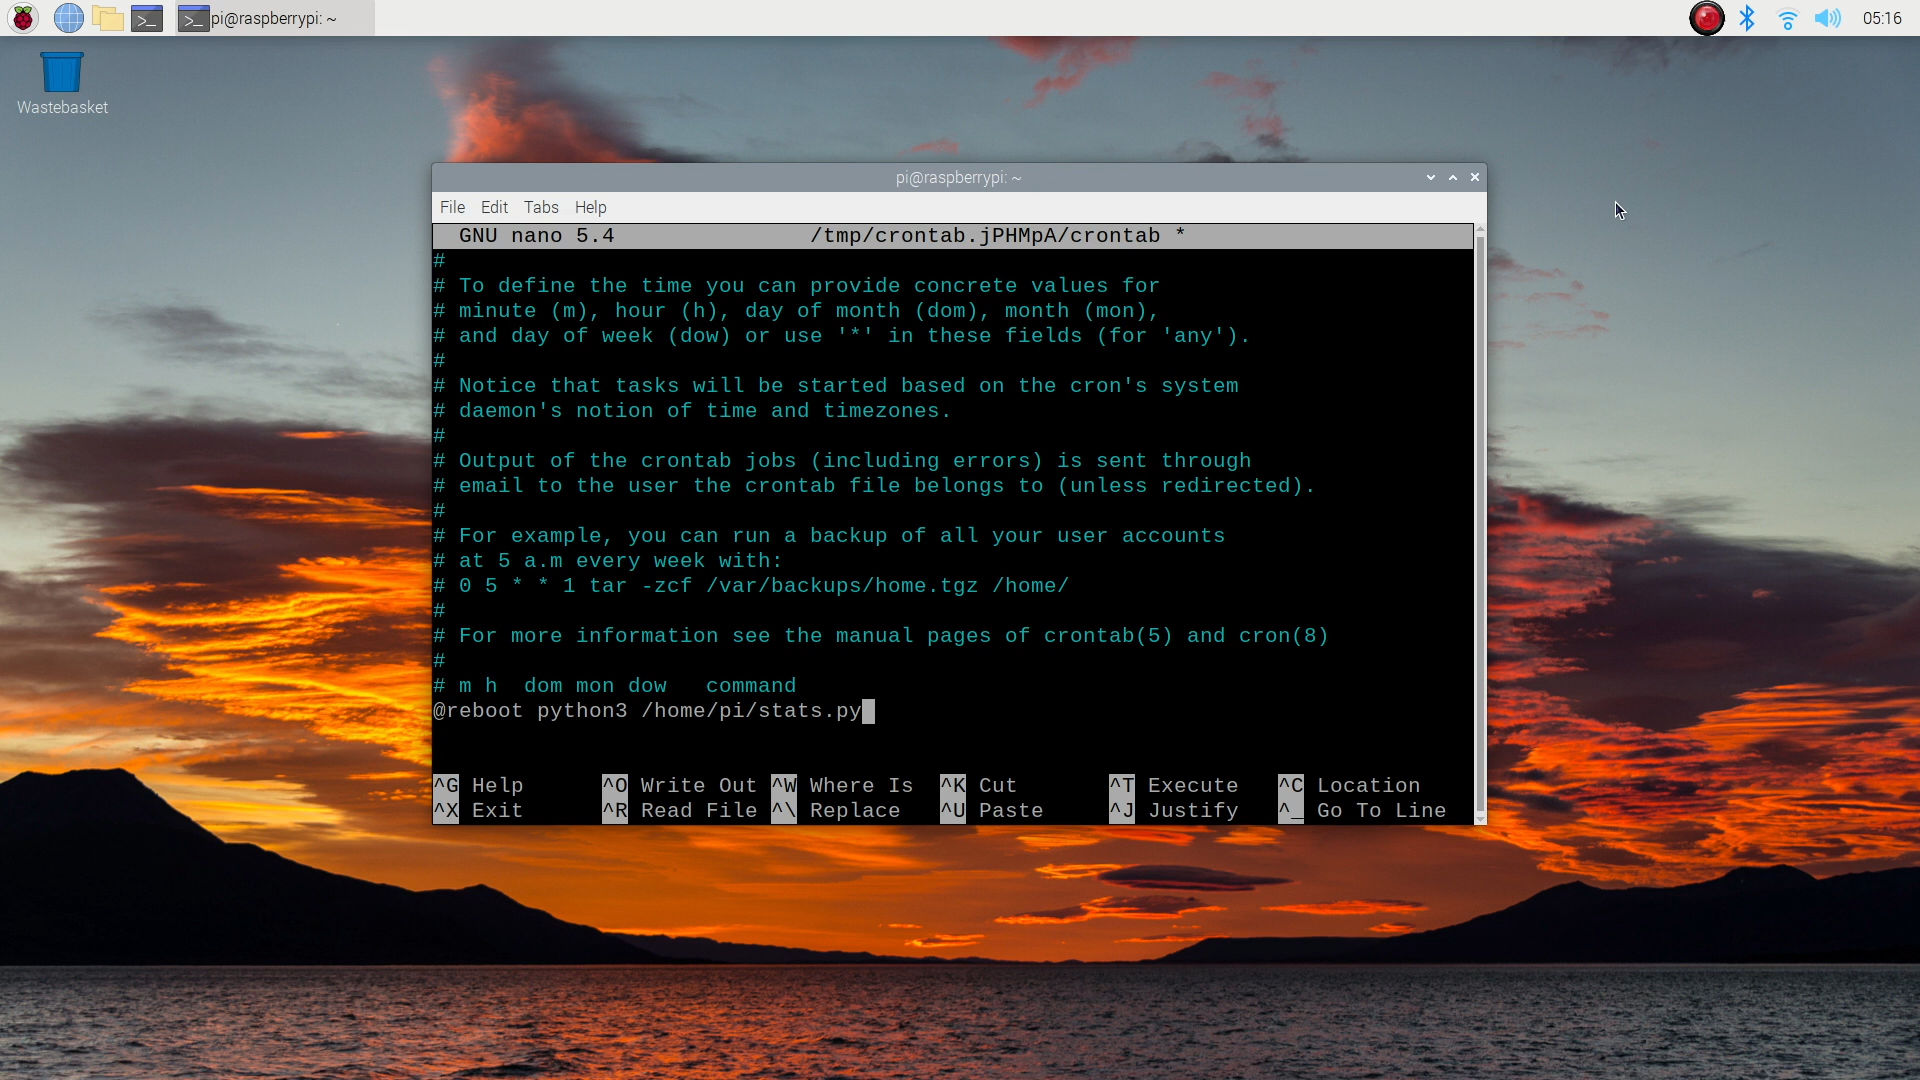 pi@raspberrypi: ~
05:16
Wastebasket
pi@raspberrypi: ~
File Edit Tabs Help
GNU nano 5.4 /tmp/crontab.jPHMpA/crontab *
#
# To define the time you can provide concrete values for
# minute (m), hour (h), day of month (dom), month (mon),
# and day of week (dow) or use '*' in these fields (for 'any').
#
# Notice that tasks will be started based on the cron's system
# daemon's notion of time and timezones.
#
# Output of the crontab jobs (including errors) is sent through
# email to the user the crontab file belongs to (unless redirected).
#
# For example, you can run a backup of all your user accounts
# at 5 a.m every week with:
# 0 5 * * 1 tar -zcf /var/backups/home.tgz /home/
#
# For more information see the manual pages of crontab(5) and cron(8)
#
# m h  dom mon dow   command
@reboot python3 /home/pi/stats.py
^G Help ^O Write Out ^W Where Is ^K Cut ^T Execute ^C Location
^X Exit ^R Read File ^\ Replace ^U Paste ^J Justify ^_ Go To Line